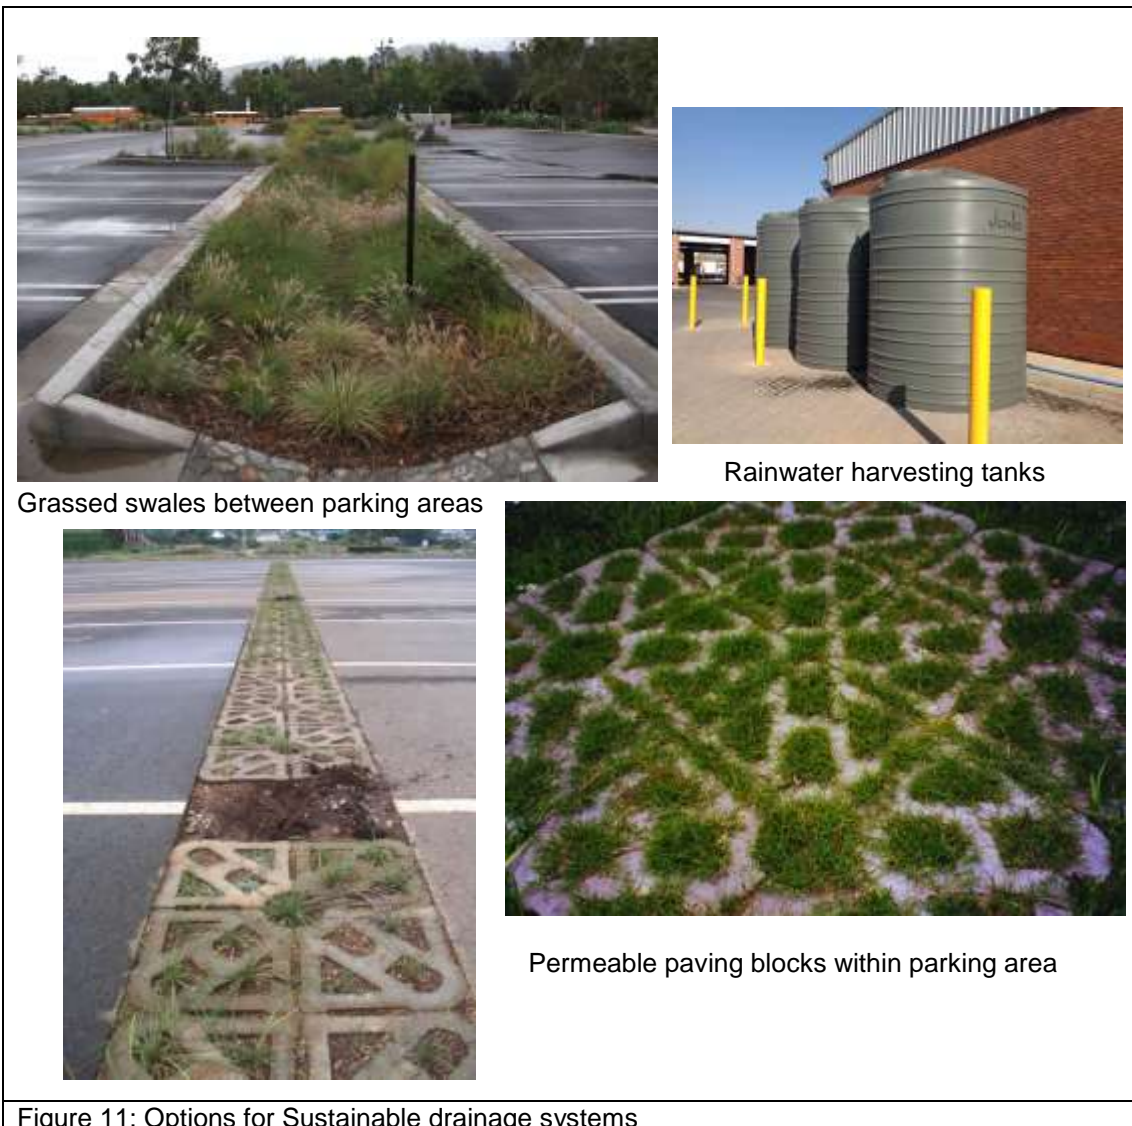 Rainwater harvesting tanks
Grassed swales between parking areas
Permeable paving blocks within parking area
Figure 11: Options for Sustainable drainage systems